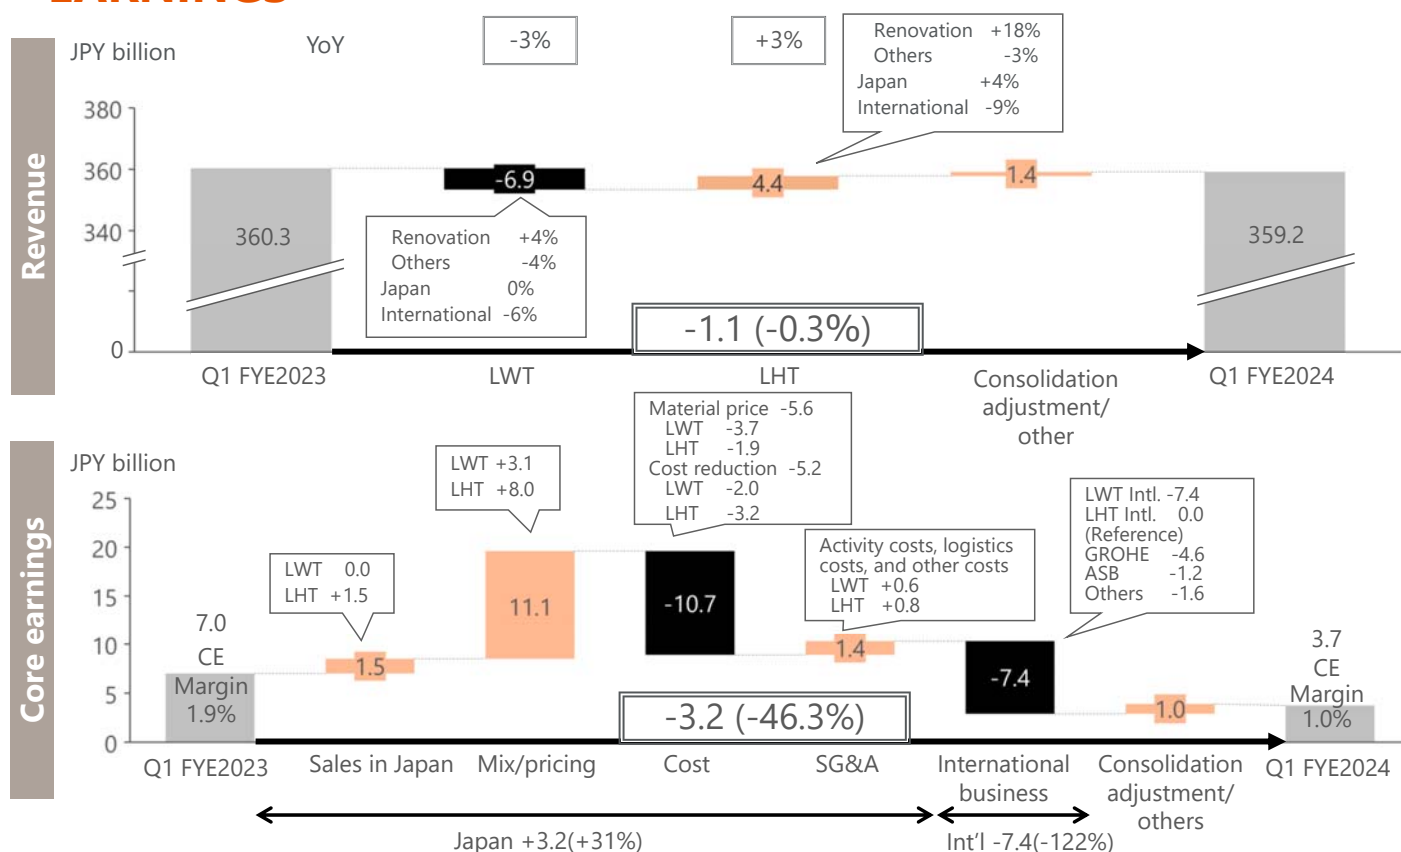 EARNINGS
Revenue
JPY billion
YoY
-3%
+3%
Renovation +18%
Others -3%
Japan +4%
International -9%
380
360
340
0
360.3
-6.9
4.4
1.4
359.2
Renovation +4%
Others -4%
Japan 0%
International -6%
-1.1 (-0.3%)
Q1 FYE2023
LWT
LHT
Consolidation
adjustment/
other
Q1 FYE2024
Core earnings
JPY billion
25
20
15
10
5
0
7.0
CE
Margin
1.9%
LWT 0.0
LHT +1.5
1.5
LWT +3.1
LHT +8.0
11.1
Material price -5.6
LWT -3.7
LHT -1.9
Cost reduction -5.2
LWT -2.0
LHT -3.2
-10.7
Activity costs, logistics
costs, and other costs
LWT +0.6
LHT +0.8
1.4
LWT Intl. -7.4
LHT Intl. 0.0
(Reference)
GROHE -4.6
ASB -1.2
Others -1.6
-7.4
1.0
3.7
CE
Margin
1.0%
-3.2 (-46.3%)
Q1 FYE2023
Sales in Japan
Mix/pricing
Cost
SG&A
International
business
Consolidation
adjustment/
others
Q1 FYE2024
Japan +3.2(+31%)
Int'l -7.4(-122%)